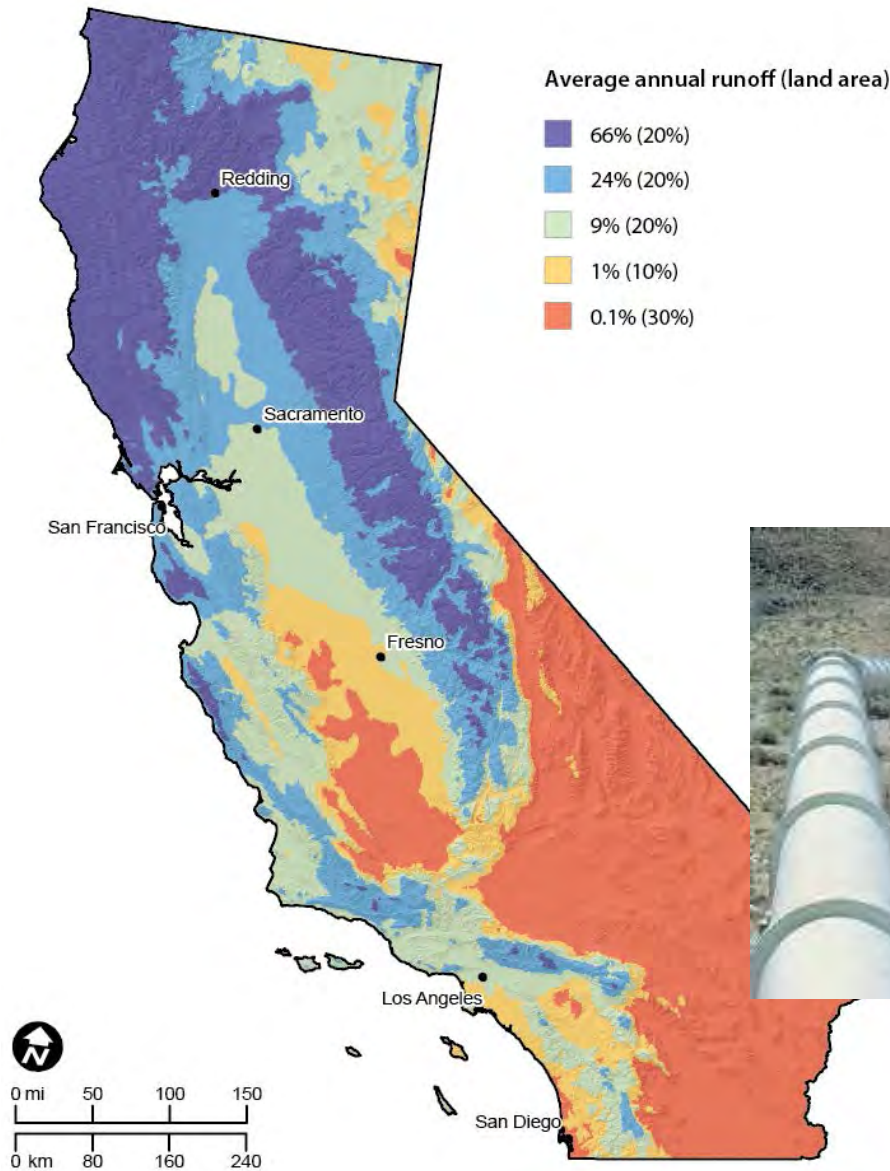 Average annual runoff (land area)
66% (20%)
24% (20%)
9% (20%)
1% (10%)
0.1% (30%)
Redding
Sacramento
San Francisco
Fresno
Los Angeles
San Diego
N
0 mi 50 100 150
0 km 80 160 240